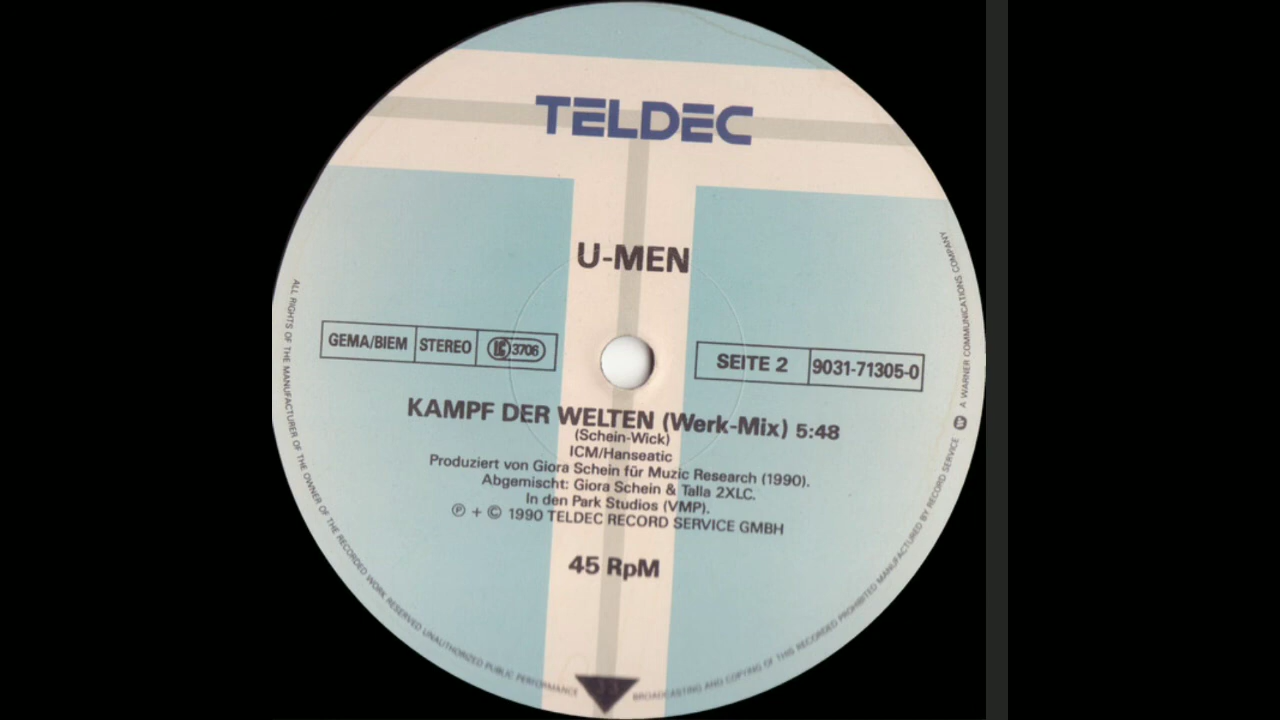 TELDEC
U-MEN
GEMA/BIEM STEREO LC 3706
SEITE 2 9031-71305-0
KAMPF DER WELTEN (Werk-Mix) 5:48
(Schein-Wick)
ICM/Hanseatic
Produziert von Giora Schein für Muzic Research (1990).
Abgemischt: Giora Schein & Talla 2XLC.
In den Park Studios (VMP).
℗ + © 1990 TELDEC RECORD SERVICE GMBH
45 RpM
ALL RIGHTS OF THE MANUFACTURER OF THE OWNER OF THE RECORDED WORK RESERVED UNAUTHORIZED PUBLIC PERFORMANCE BROADCASTING AND COPYING OF THIS RECORDED PROHIBITED MANUFACTURED BY RECORD SERVICE W A WARNER COMMUNICATIONS COMPANY